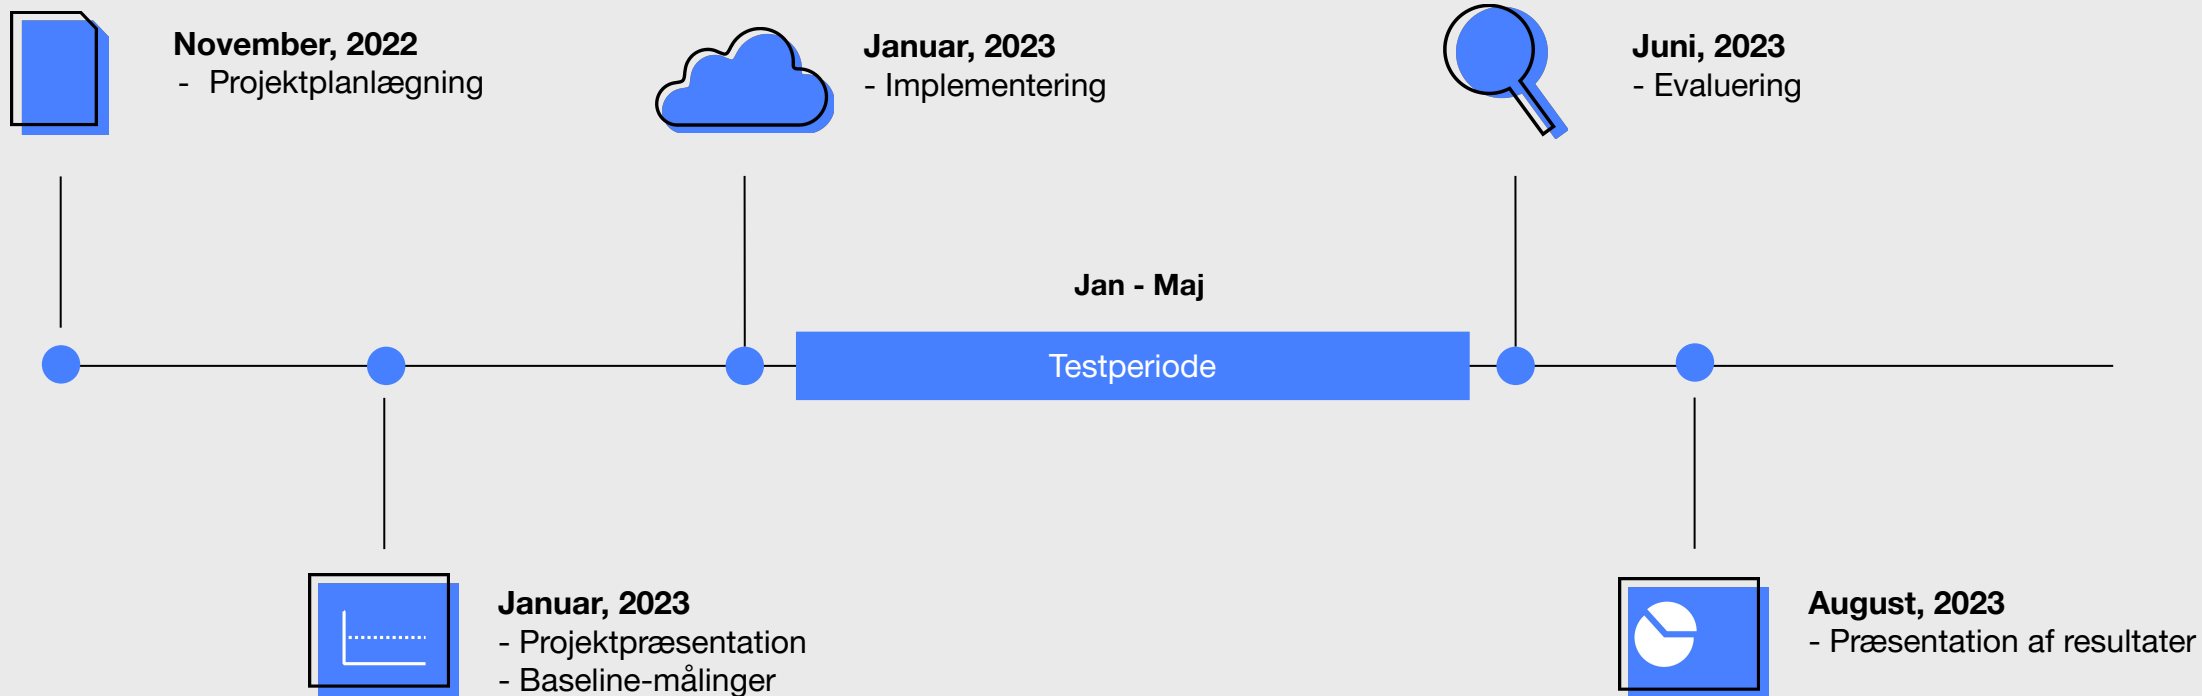 November, 2022
- Projektplanlægning
Januar, 2023
- Implementering
Juni, 2023
- Evaluering
Jan - Maj
Testperiode
Januar, 2023
- Projektpræsentation
- Baseline-målinger
August, 2023
- Præsentation af resultater